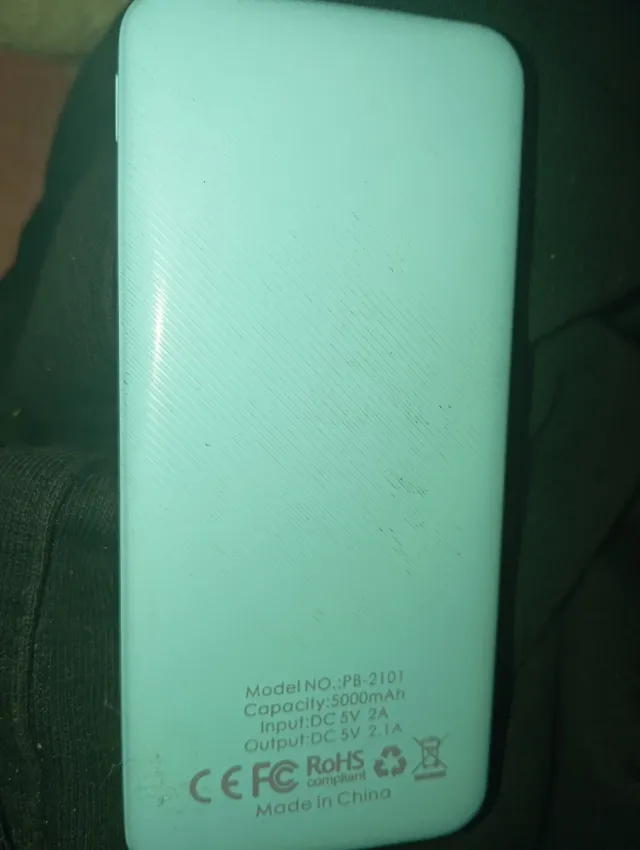 Model NO.:PB-2101
Capacity:5000mAh
Input:DC 5V 2A
Output:DC 5V 2.1A
CE FC RoHS
compliant
Made in China